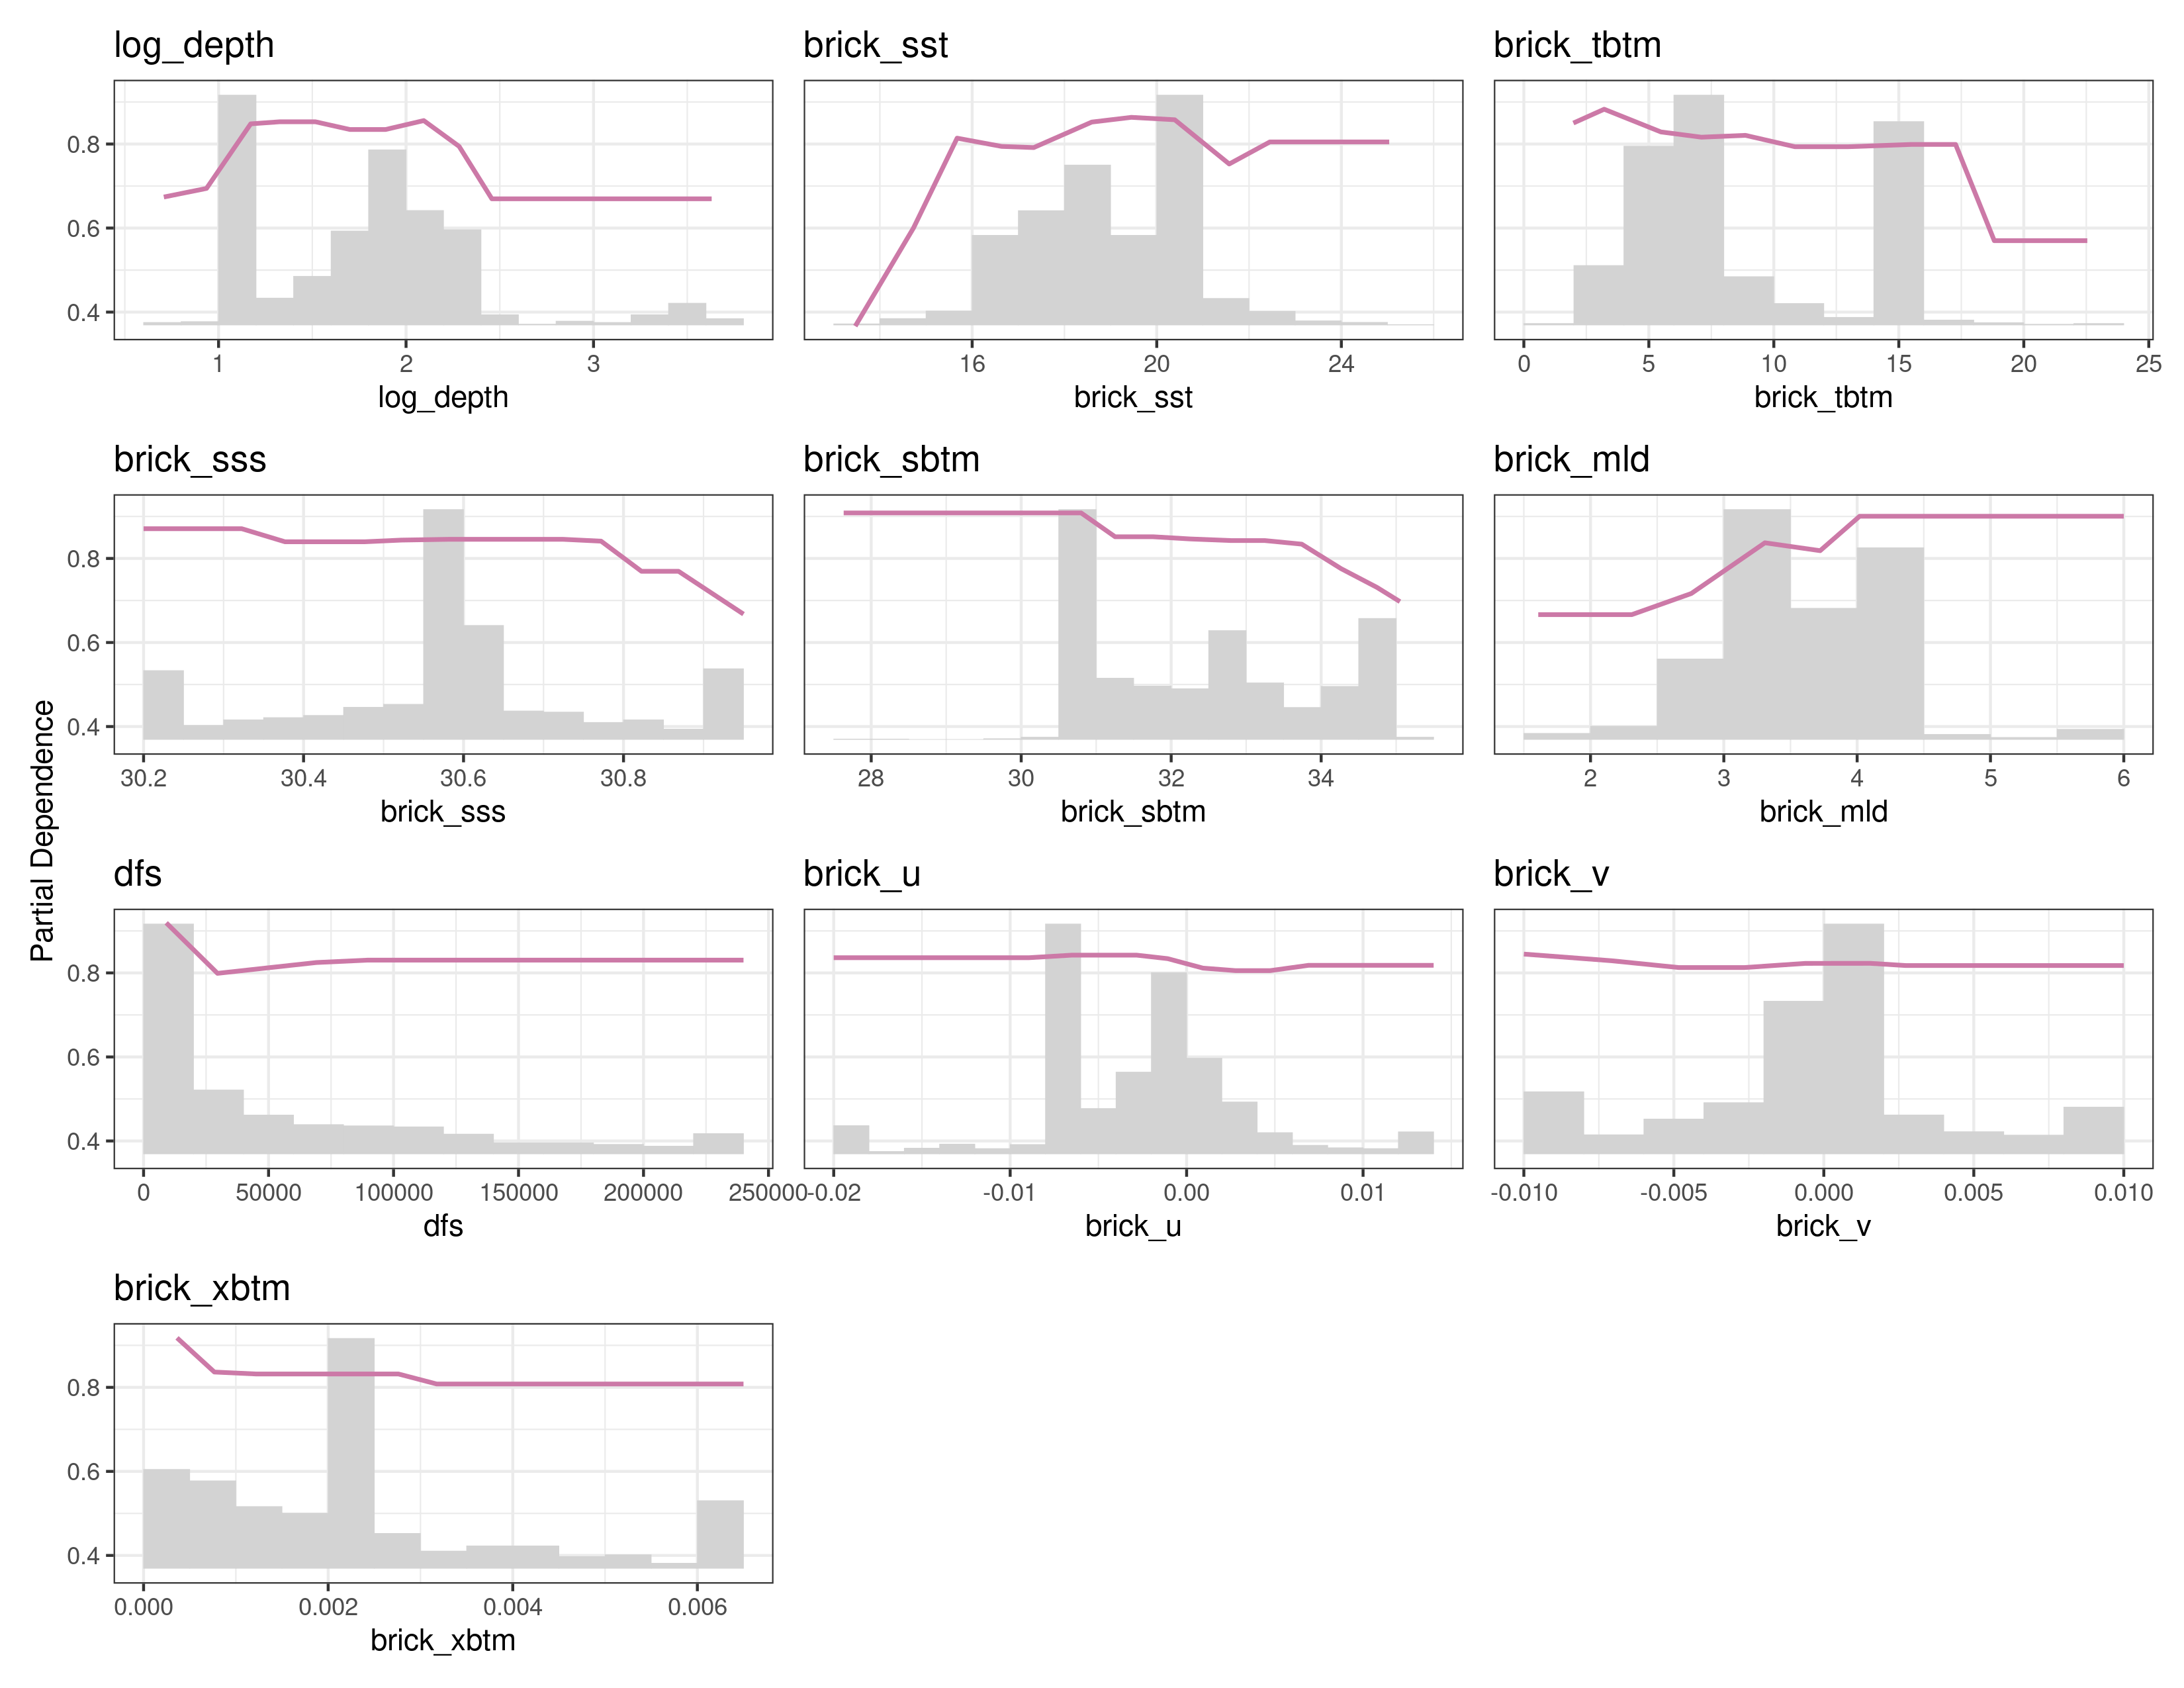 log_depth
brick_sst
brick_tbtm
0.8
0.6
0.4
1 2 3
16 20 24
0 5 10 15 20 25
log_depth
brick_sst
brick_tbtm
brick_sss
brick_sbtm
brick_mld
0.8
0.6
0.4
30.2 30.4 30.6 30.8
28 30 32 34
2 3 4 5 6
brick_sss
brick_sbtm
brick_mld
Partial Dependence
dfs
brick_u
brick_v
0.8
0.6
0.4
0 50000 100000 150000 200000 250000
-0.02 -0.01 0.00 0.01
-0.010 -0.005 0.000 0.005 0.010
dfs
brick_u
brick_v
brick_xbtm
0.8
0.6
0.4
0.000 0.002 0.004 0.006
brick_xbtm